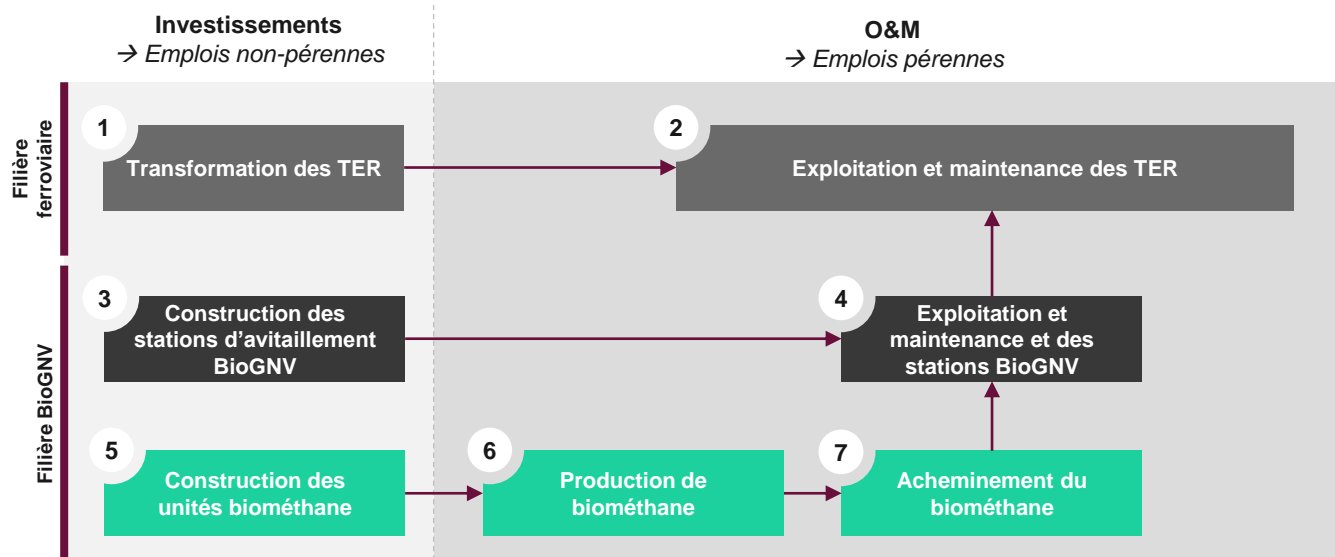 Investissements
→ Emplois non-pérennes
O&M
→ Emplois pérennes
Filière
ferroviaire
1
Transformation des TER
2
Exploitation et maintenance des TER
Filière BioGNV
3
Construction des
stations d’avitaillement
BioGNV
4
Exploitation et
maintenance et des
stations BioGNV
5
Construction des
unités biométhane
6
Production de
biométhane
7
Acheminement du
biométhane